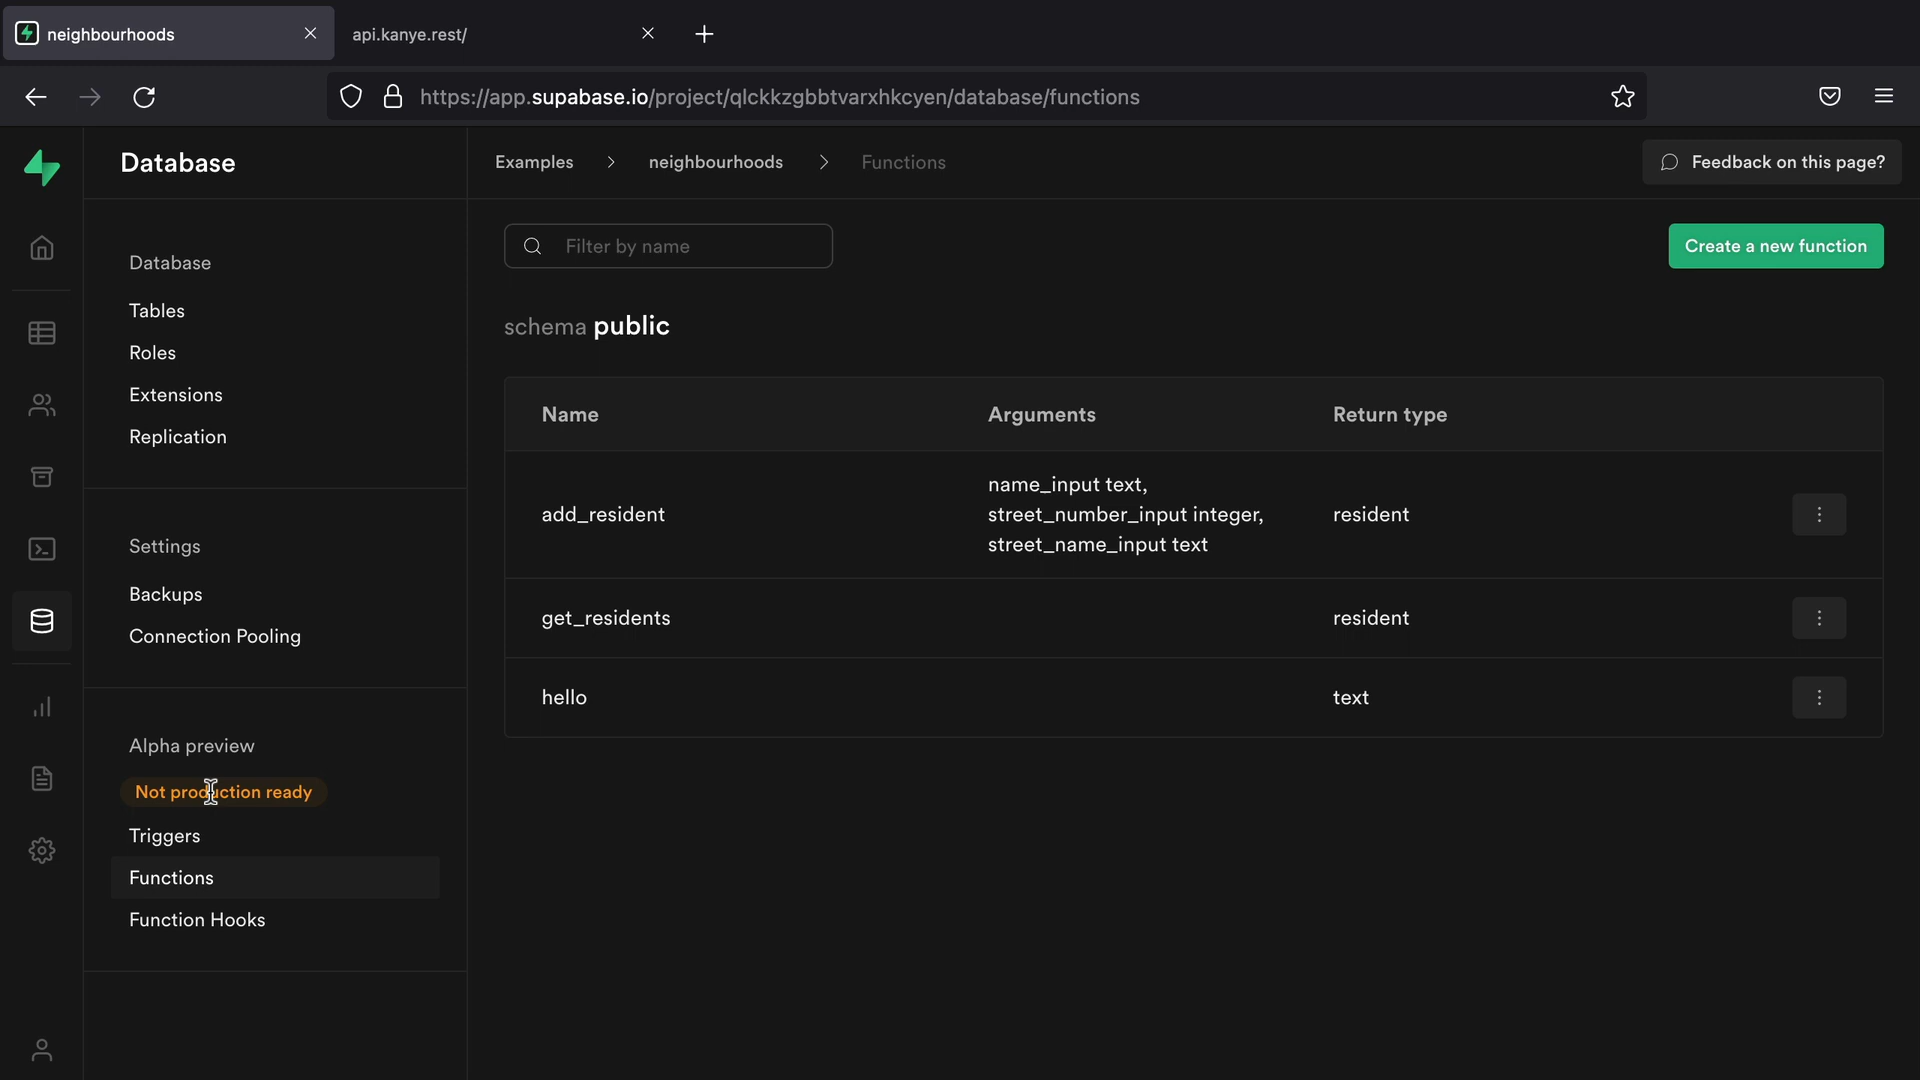 neighbourhoods
api.kanye.rest/
https://app.supabase.io/project/qlckkzgbbtvarxhkcyen/database/functions
Database
Examples > neighbourhoods > Functions
Feedback on this page?
Database
Tables
Roles
Extensions
Replication
Settings
Backups
Connection Pooling
Alpha preview
Not production ready
Triggers
Functions
Function Hooks
Filter by name
Create a new function
schema public
Name Arguments Return type
name_input text,
add_resident street_number_input integer, resident
street_name_input text
get_residents resident
hello text